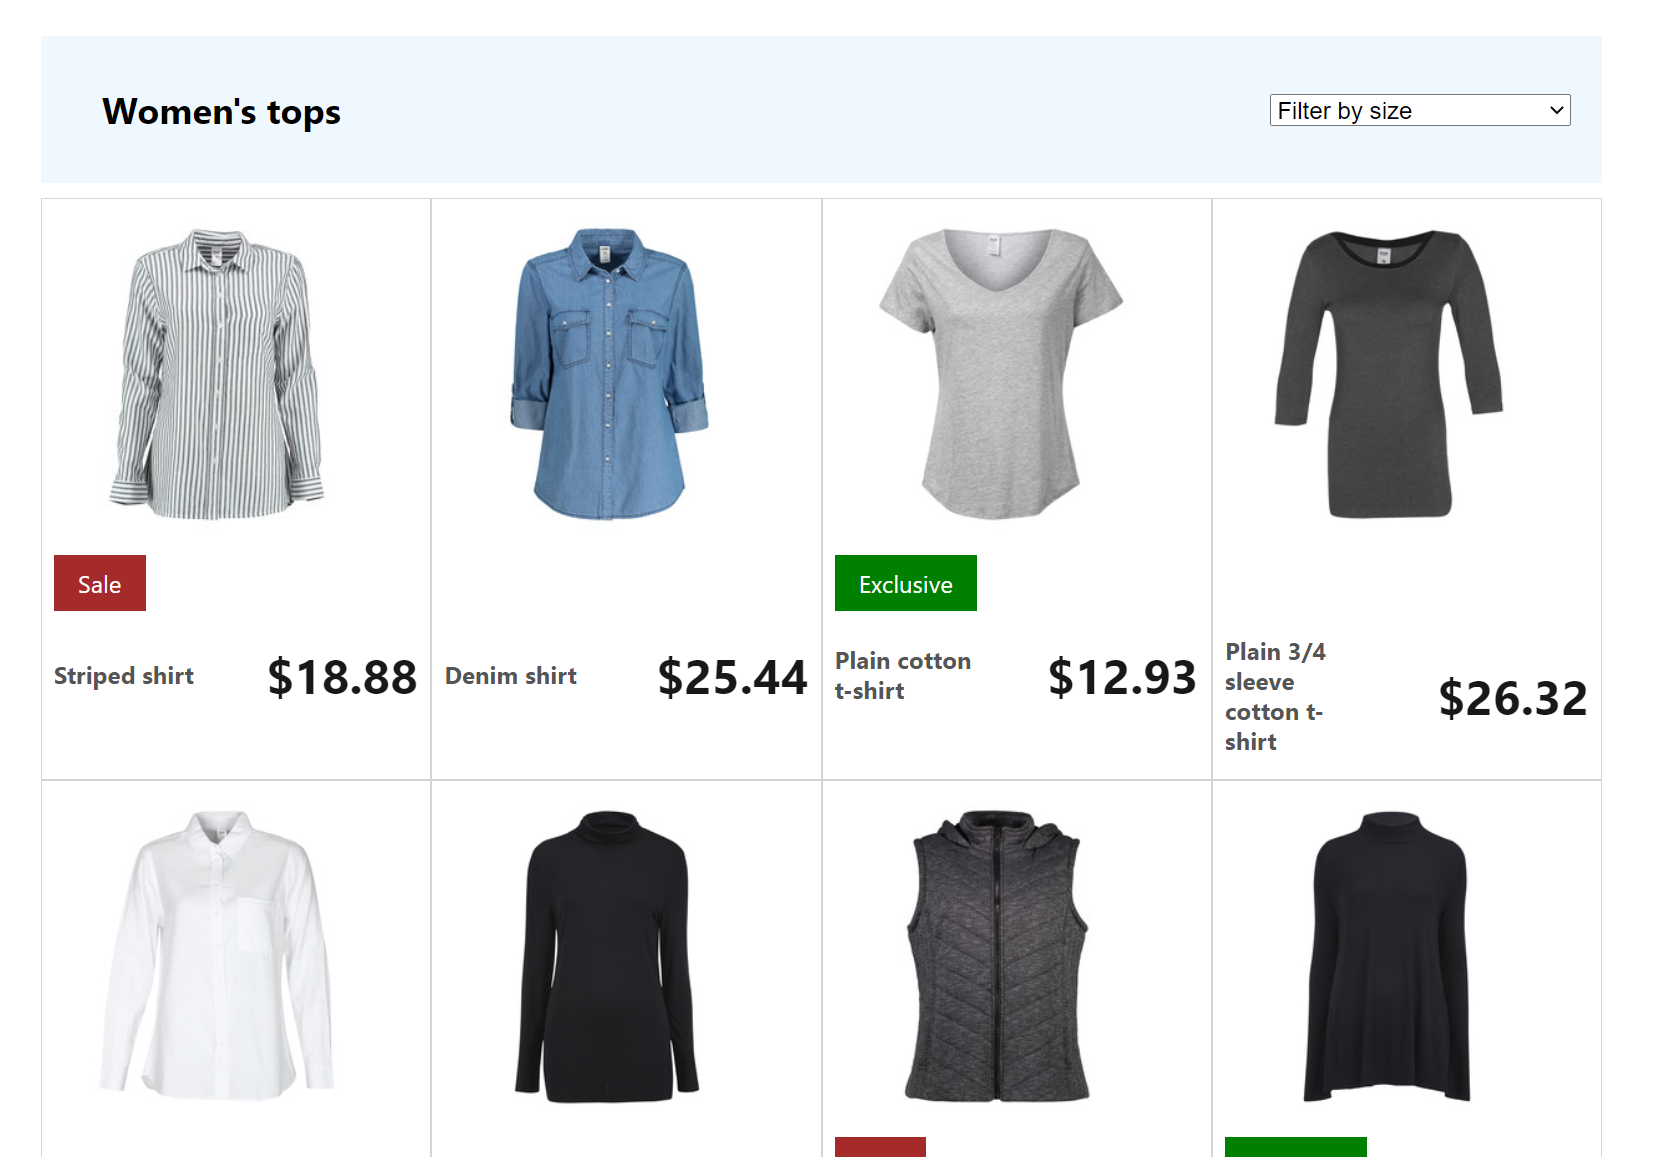 Women's tops
Filter by size
Sale
Striped shirt
$18.88
Denim shirt
$25.44
Exclusive
Plain cotton
t-shirt
$12.93
Plain 3/4
sleeve
cotton t-
shirt
$26.32